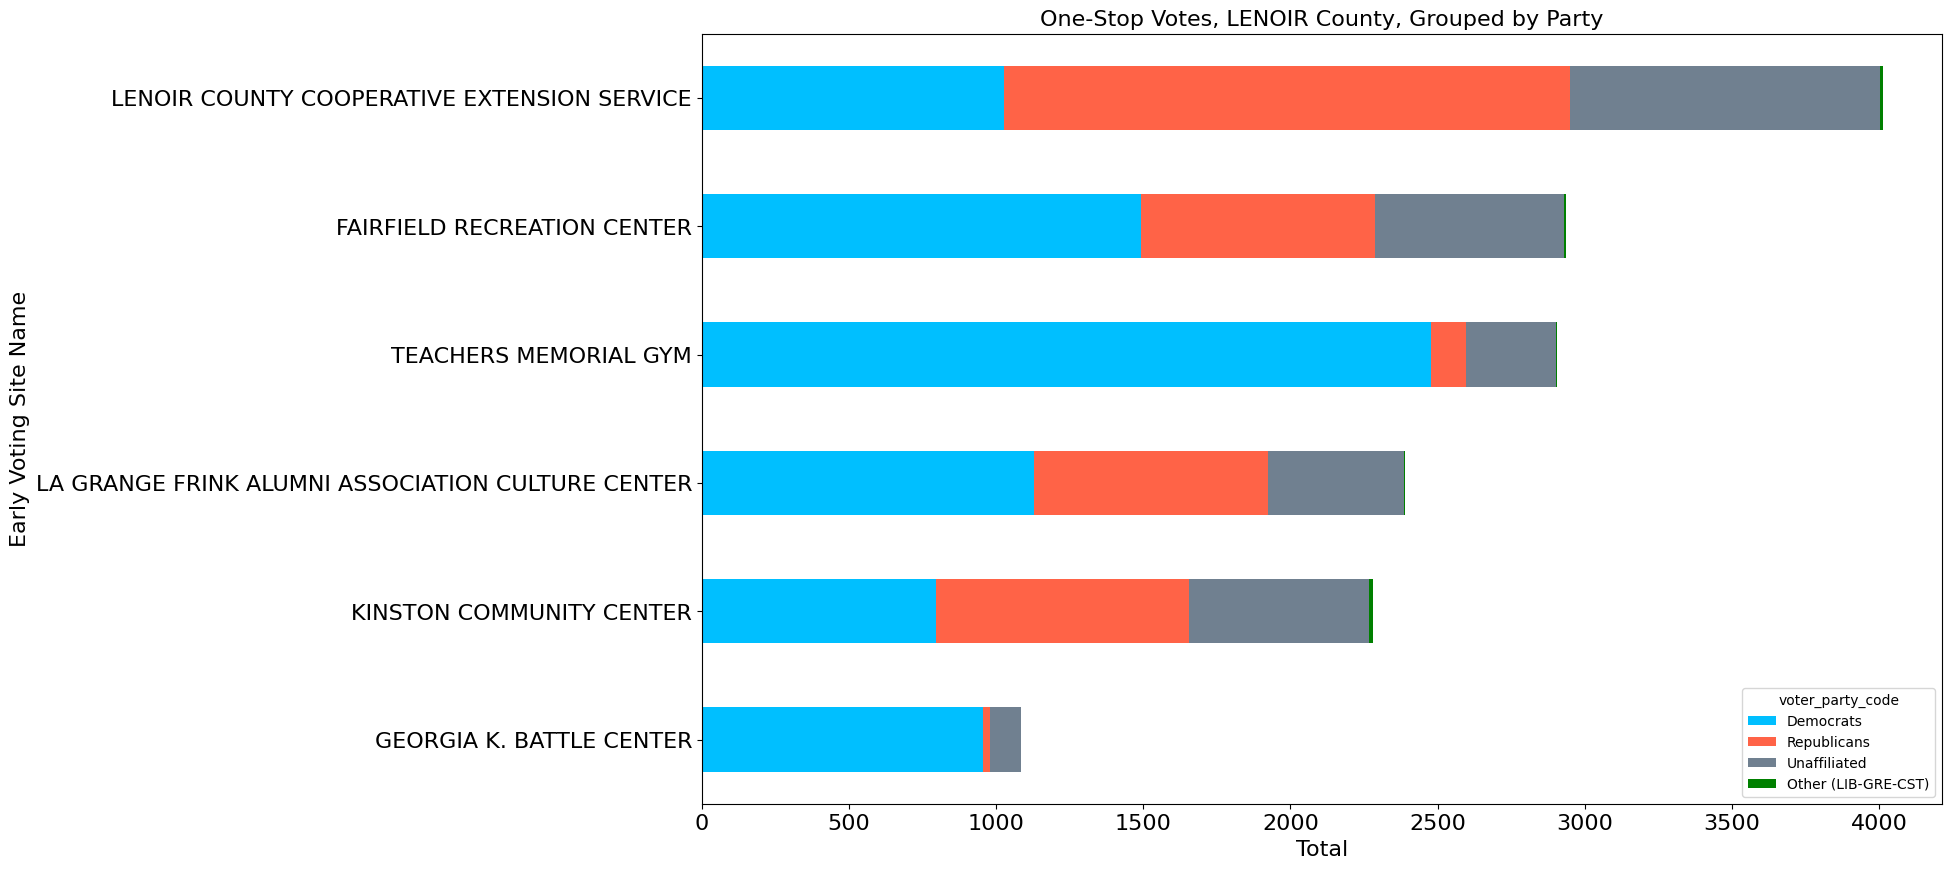 One-Stop Votes, LENOIR County, Grouped by Party
Early Voting Site Name
LENOIR COUNTY COOPERATIVE EXTENSION SERVICE
FAIRFIELD RECREATION CENTER
TEACHERS MEMORIAL GYM
LA GRANGE FRINK ALUMNI ASSOCIATION CULTURE CENTER
KINSTON COMMUNITY CENTER
GEORGIA K. BATTLE CENTER
voter_party_code
Democrats
Republicans
Unaffiliated
Other (LIB-GRE-CST)
0 500 1000 1500 2000 2500 3000 3500 4000
Total